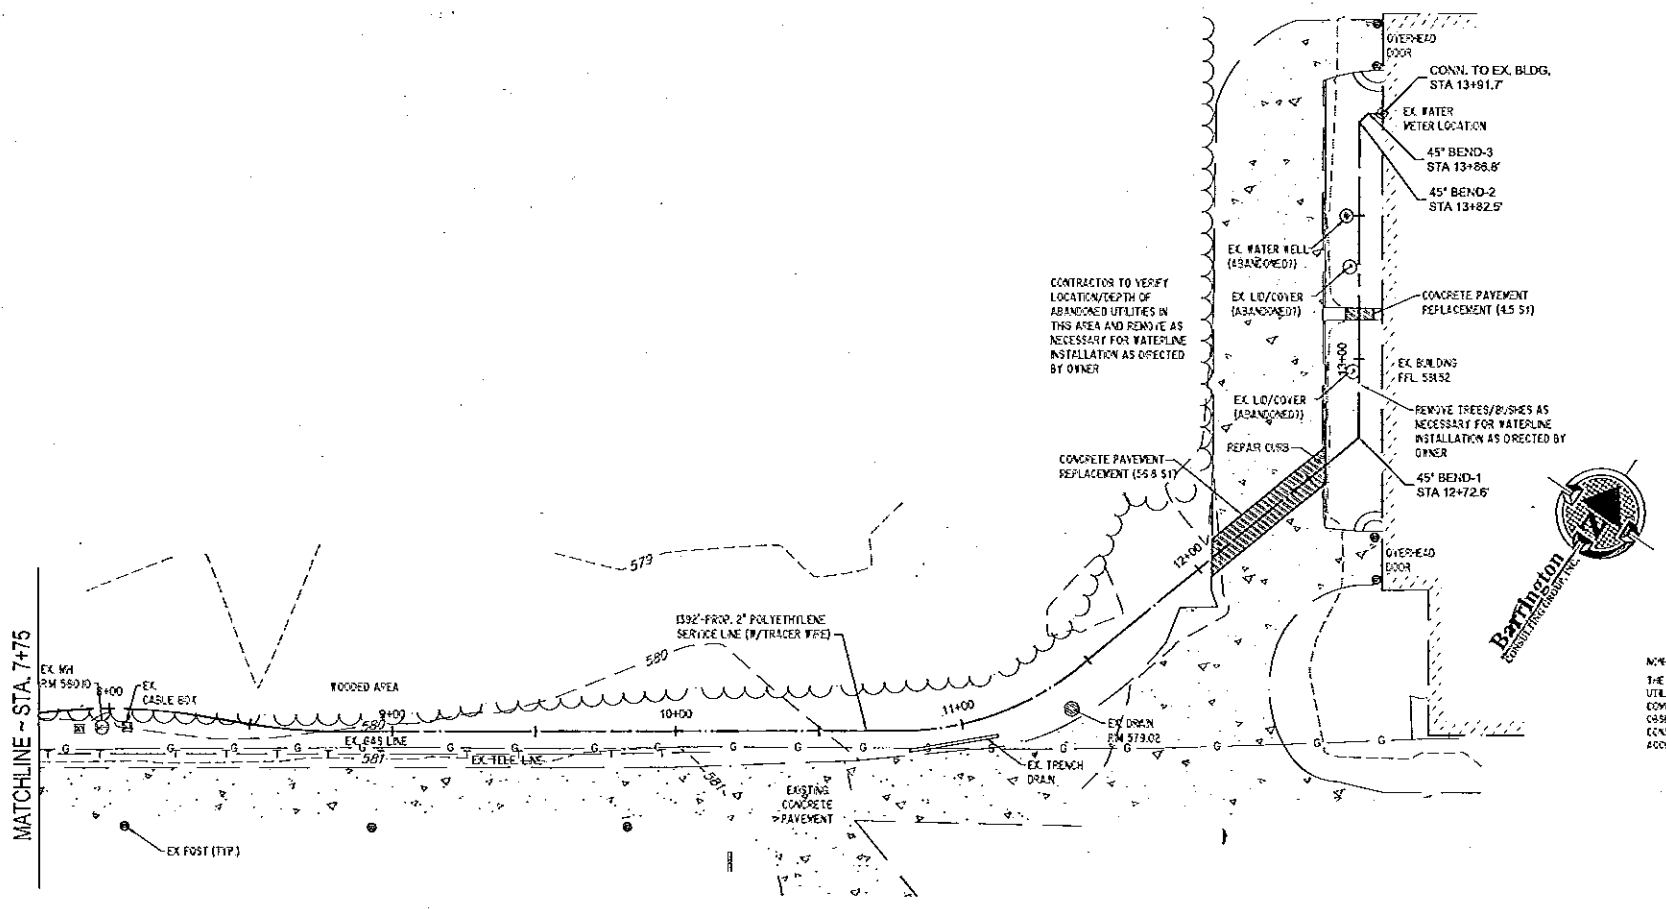 OVERHEAD
DOOR
CONN. TO EX. BLDG.
STA 13+91.7'
EX. WATER
METER LOCATION
45° BEND-3
STA 13+86.8'
45° BEND-2
STA 13+82.5'
EX. WATER WELL
(ABANDONED?)
EX. LID/COVER
(ABANDONED?)
CONTRACTOR TO VERIFY
LOCATION/DEPTH OF
ABANDONED UTILITIES IN
THIS AREA AND REMOVE AS
NECESSARY FOR WATERLINE
INSTALLATION AS DIRECTED
BY OWNER
CONCRETE PAVEMENT
REPLACEMENT (4.5 SY)
13+00
EX. BUILDING
FFL 581.52
EX. LID/COVER
(ABANDONED?)
REMOVE TREES/BUSHES AS
NECESSARY FOR WATERLINE
INSTALLATION AS DIRECTED BY
OWNER
REPAIR CURB
CONCRETE PAVEMENT
REPLACEMENT (56.8 SY)
45° BEND-1
STA 12+72.6'
12+00
OVERHEAD
DOOR
Barrington
CONSULTING GROUP, INC.
579
1392'-PROP. 2" POLYETHYLENE
SERVICE LINE (W/TRACER WIRE)
580
MATCHLINE ~ STA. 7+75
EX. MH
RIM 580.10
8+00
EX.
CABLE BOX
WOODED AREA
580
9+00
10+00
11+00
EX. GAS LINE
G T G T G T G T G T G T G G G G G G G G
581
EX. TELE LINE
581
EX. DRAIN
RIM 579.02
EX. TRENCH
DRAIN
EXISTING
CONCRETE
PAVEMENT
EX POST (TYP.)
THE